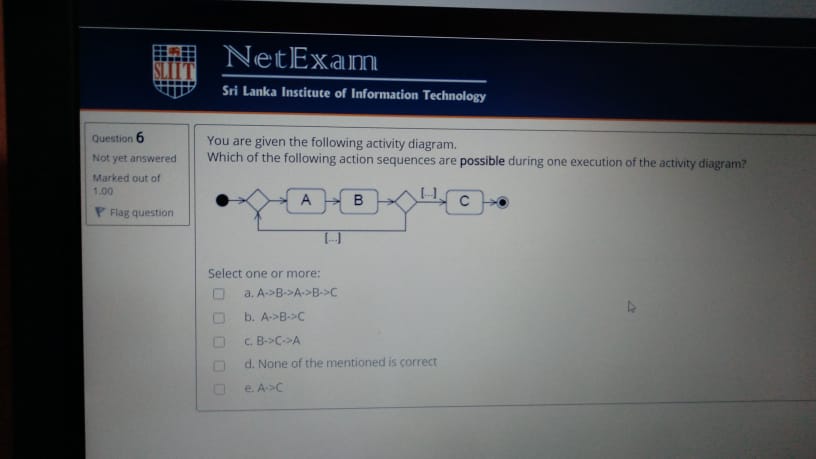 SLIIT
NetExam
Sri Lanka Institute of Information Technology
Question 6
Not yet answered
Marked out of
1.00
Flag question
You are given the following activity diagram.
Which of the following action sequences are possible during one execution of the activity diagram?
A
B
[...]
C
[...]
Select one or more:
a. A->B->A->B->C
b. A->B->C
c. B->C->A
d. None of the mentioned is correct
e. A->C